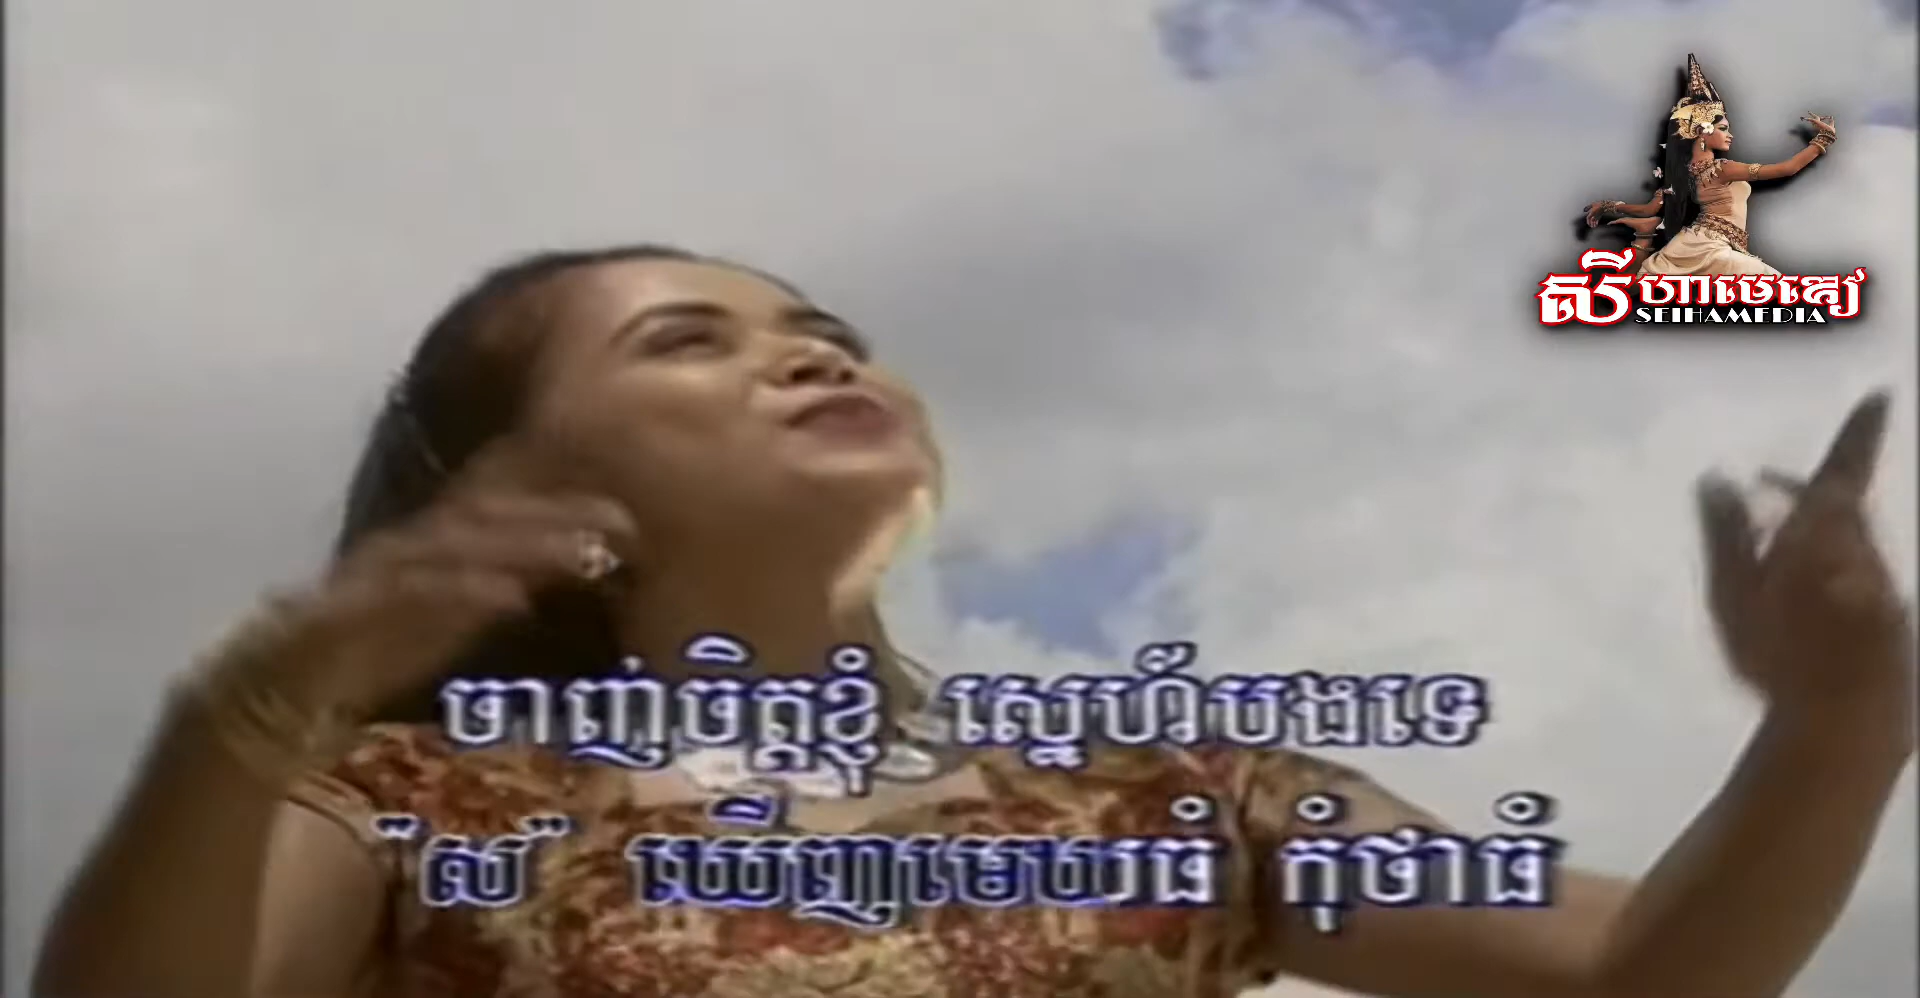 សីហាមេឌៀ
SEIHAMEDIA
ចាញ់ចិត្តខ្ញុំ ស្នេហ៍បងទេ
"ស" ឃើញមេឃធំ កុំថាធំ